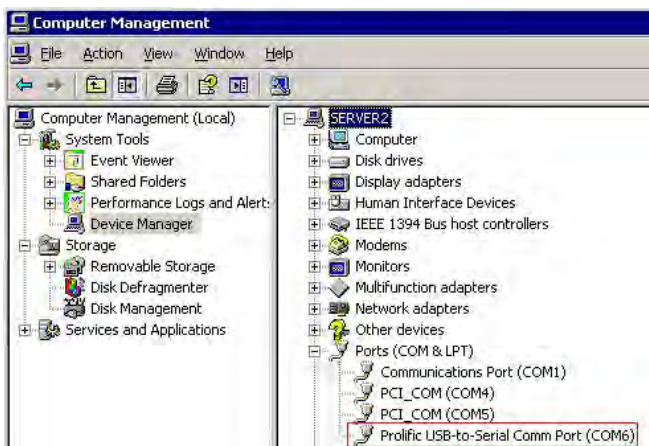 Computer Management
File Action View Window Help
Computer Management (Local)
System Tools
Event Viewer
Shared Folders
Performance Logs and Alert:
Device Manager
Storage
Removable Storage
Disk Defragmenter
Disk Management
Services and Applications
SERVER2
Computer
Disk drives
Display adapters
Human Interface Devices
IEEE 1394 Bus host controllers
Modems
Monitors
Multifunction adapters
Network adapters
Other devices
Ports (COM & LPT)
Communications Port (COM1)
PCI_COM (COM4)
PCI_COM (COM5)
Prolific USB-to-Serial Comm Port (COM6)